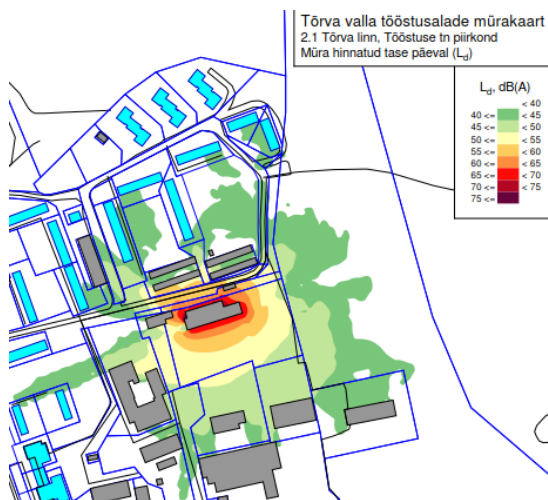 Tõrva valla tööstusalade mürakaart
2.1 Tõrva linn, Tööstuse tn piirkond
Müra hinnatud tase päeval (Ld)
Ld, dB(A)
< 40
40 <= < 45
45 <= < 50
50 <= < 55
55 <= < 60
60 <= < 65
65 <= < 70
70 <= < 75
75 <=